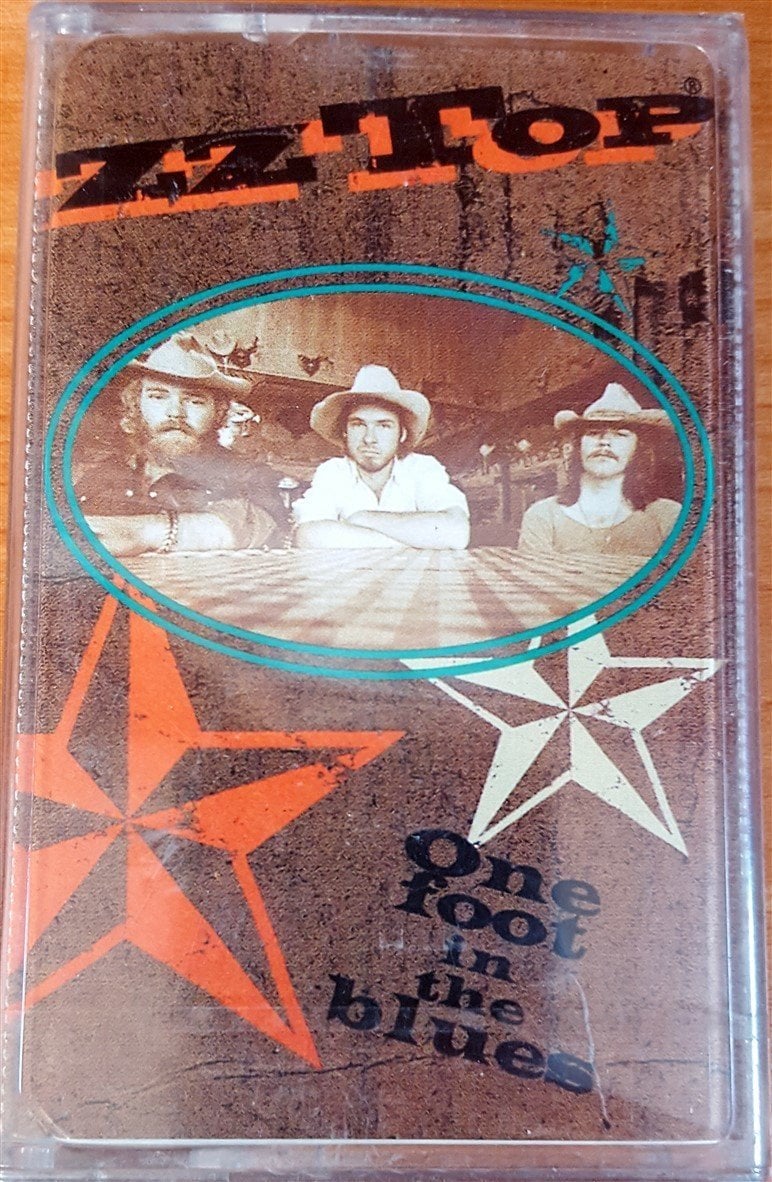 ZZ TOP®
One
foot
in
the
blues